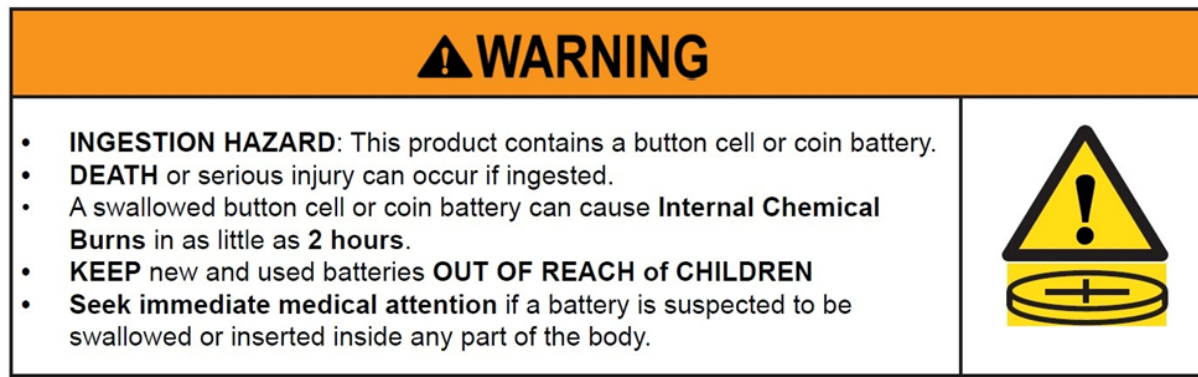 WARNING
• INGESTION HAZARD: This product contains a button cell or coin battery.
• DEATH or serious injury can occur if ingested.
• A swallowed button cell or coin battery can cause Internal Chemical
Burns in as little as 2 hours.
• KEEP new and used batteries OUT OF REACH of CHILDREN
• Seek immediate medical attention if a battery is suspected to be
swallowed or inserted inside any part of the body.